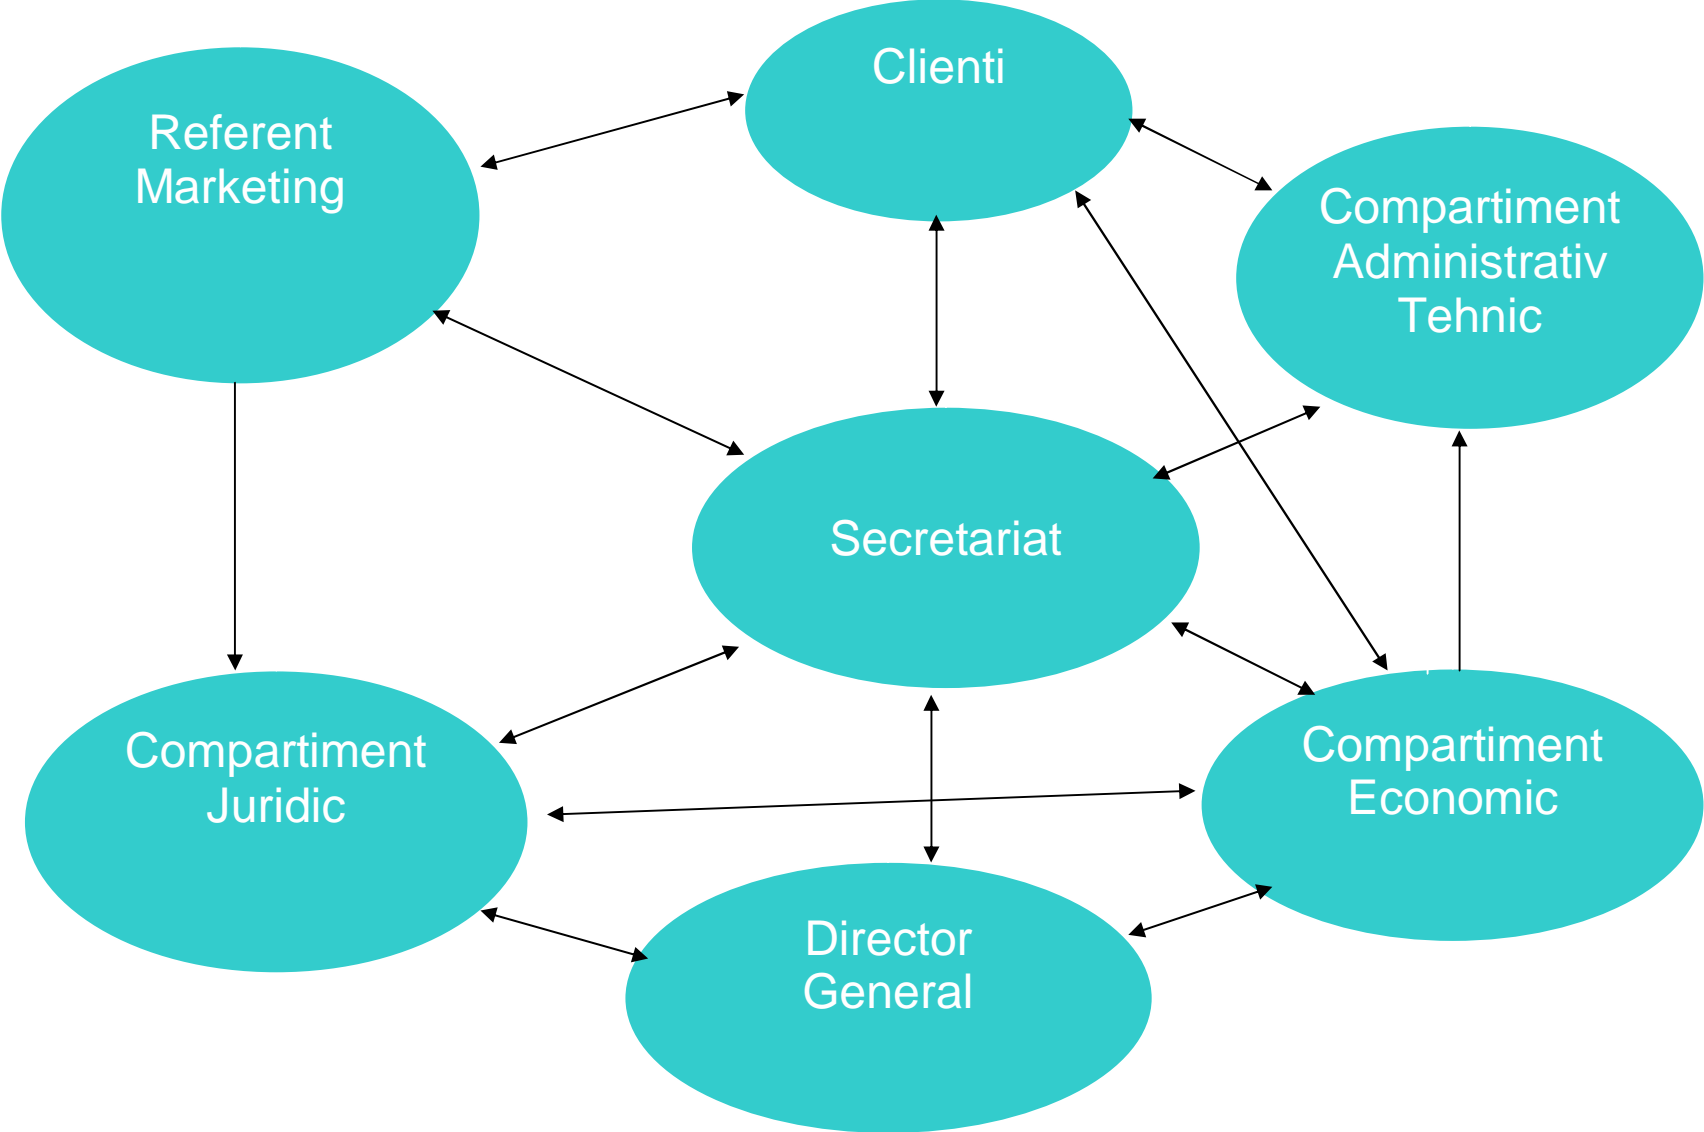 Clienti
Referent
Marketing
Compartiment
Administrativ
Tehnic
Secretariat
Compartiment
Juridic
Compartiment
Economic
Director
General